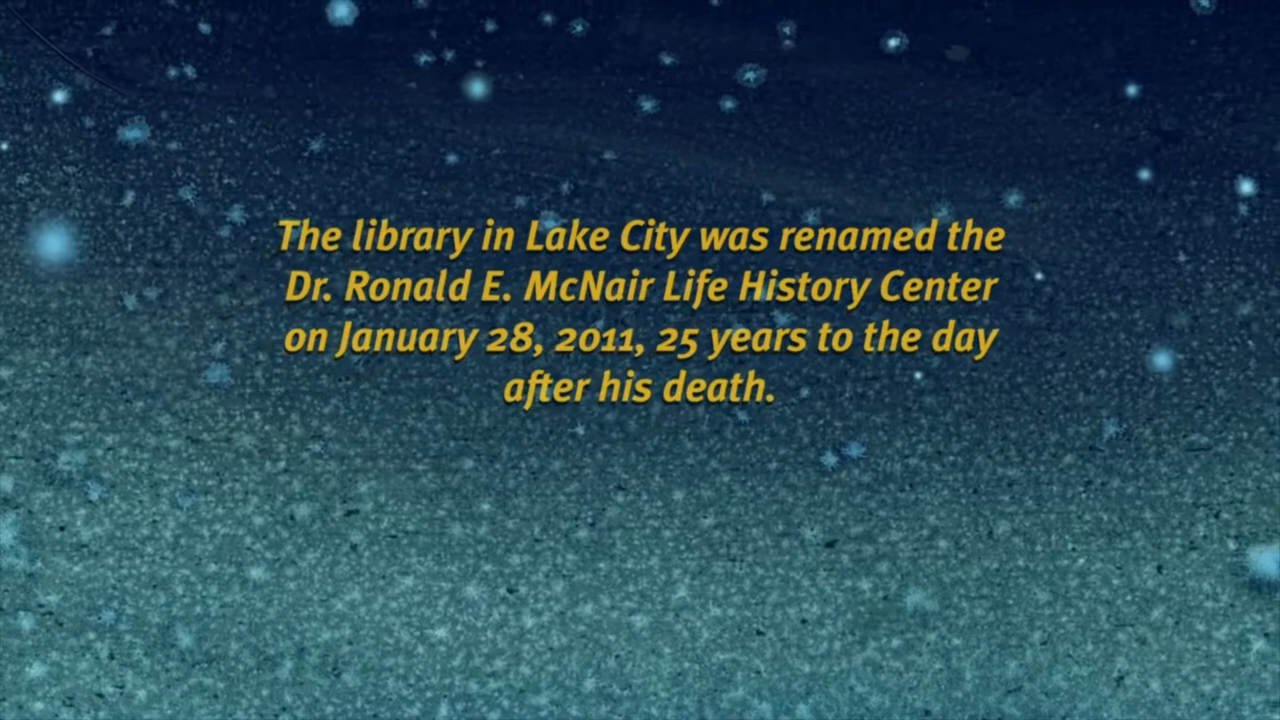 The library in Lake City was renamed the
Dr. Ronald E. McNair Life History Center
on January 28, 2011, 25 years to the day
after his death.